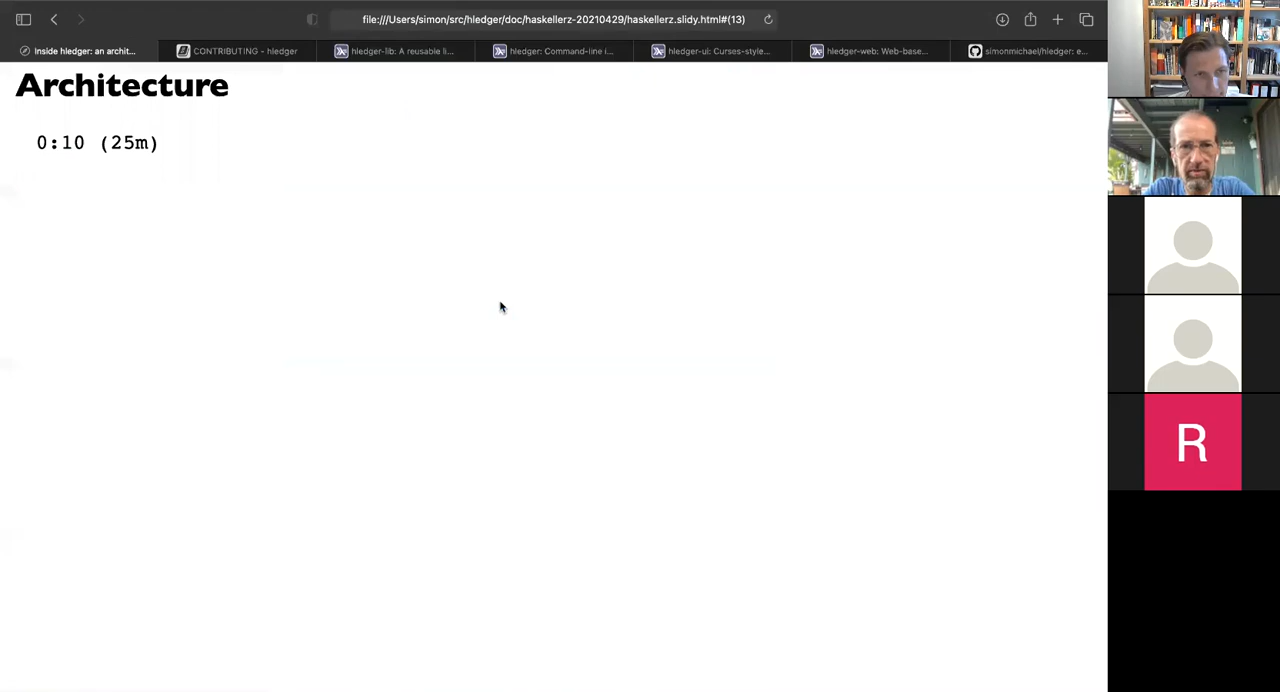 file:///Users/simon/src/hledger/doc/haskellerz-20210429/haskellerz.slidy.html#(13)
Inside hledger: an archit...
CONTRIBUTING - hledger
hledger-lib: A reusable li...
hledger: Command-line i...
hledger-ui: Curses-style...
hledger-web: Web-base...
simonmichael/hledger: e...
Architecture
0:10 (25m)
R